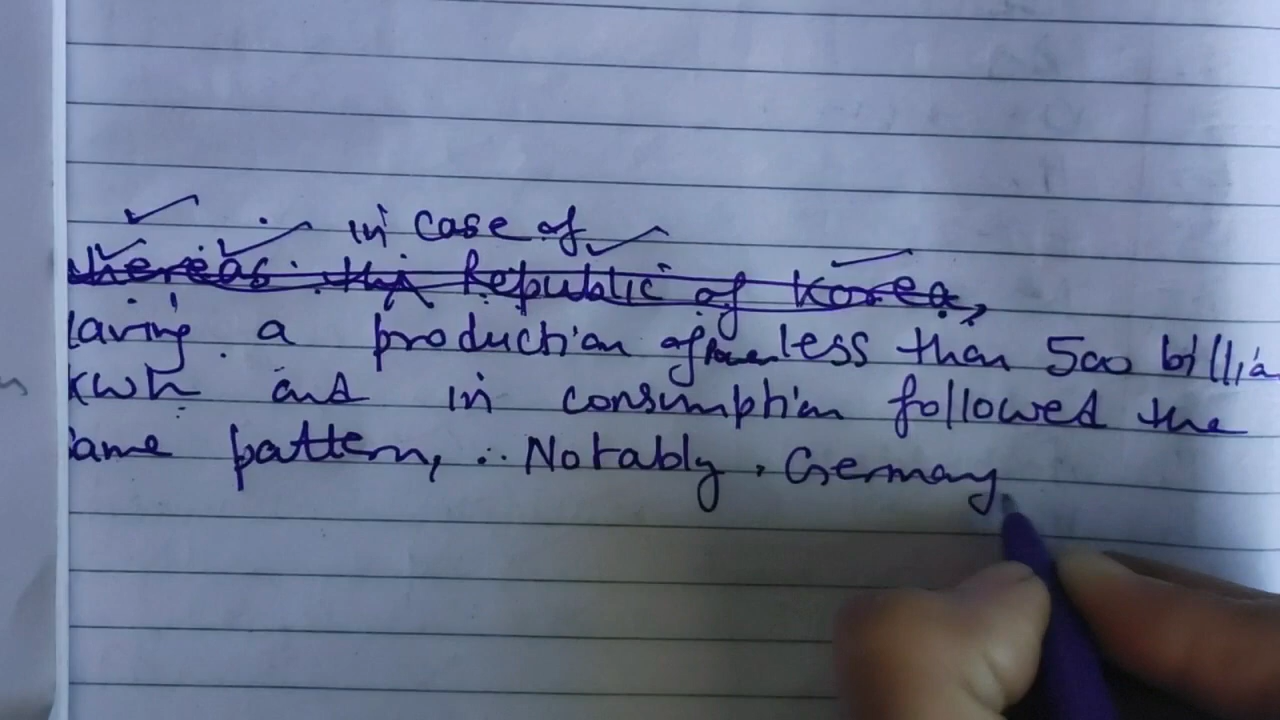 in case of
whereas the Republic of Korea,
having a production of less than 500 billion
kwh and in consumption followed the
same pattern, Notably, Germany